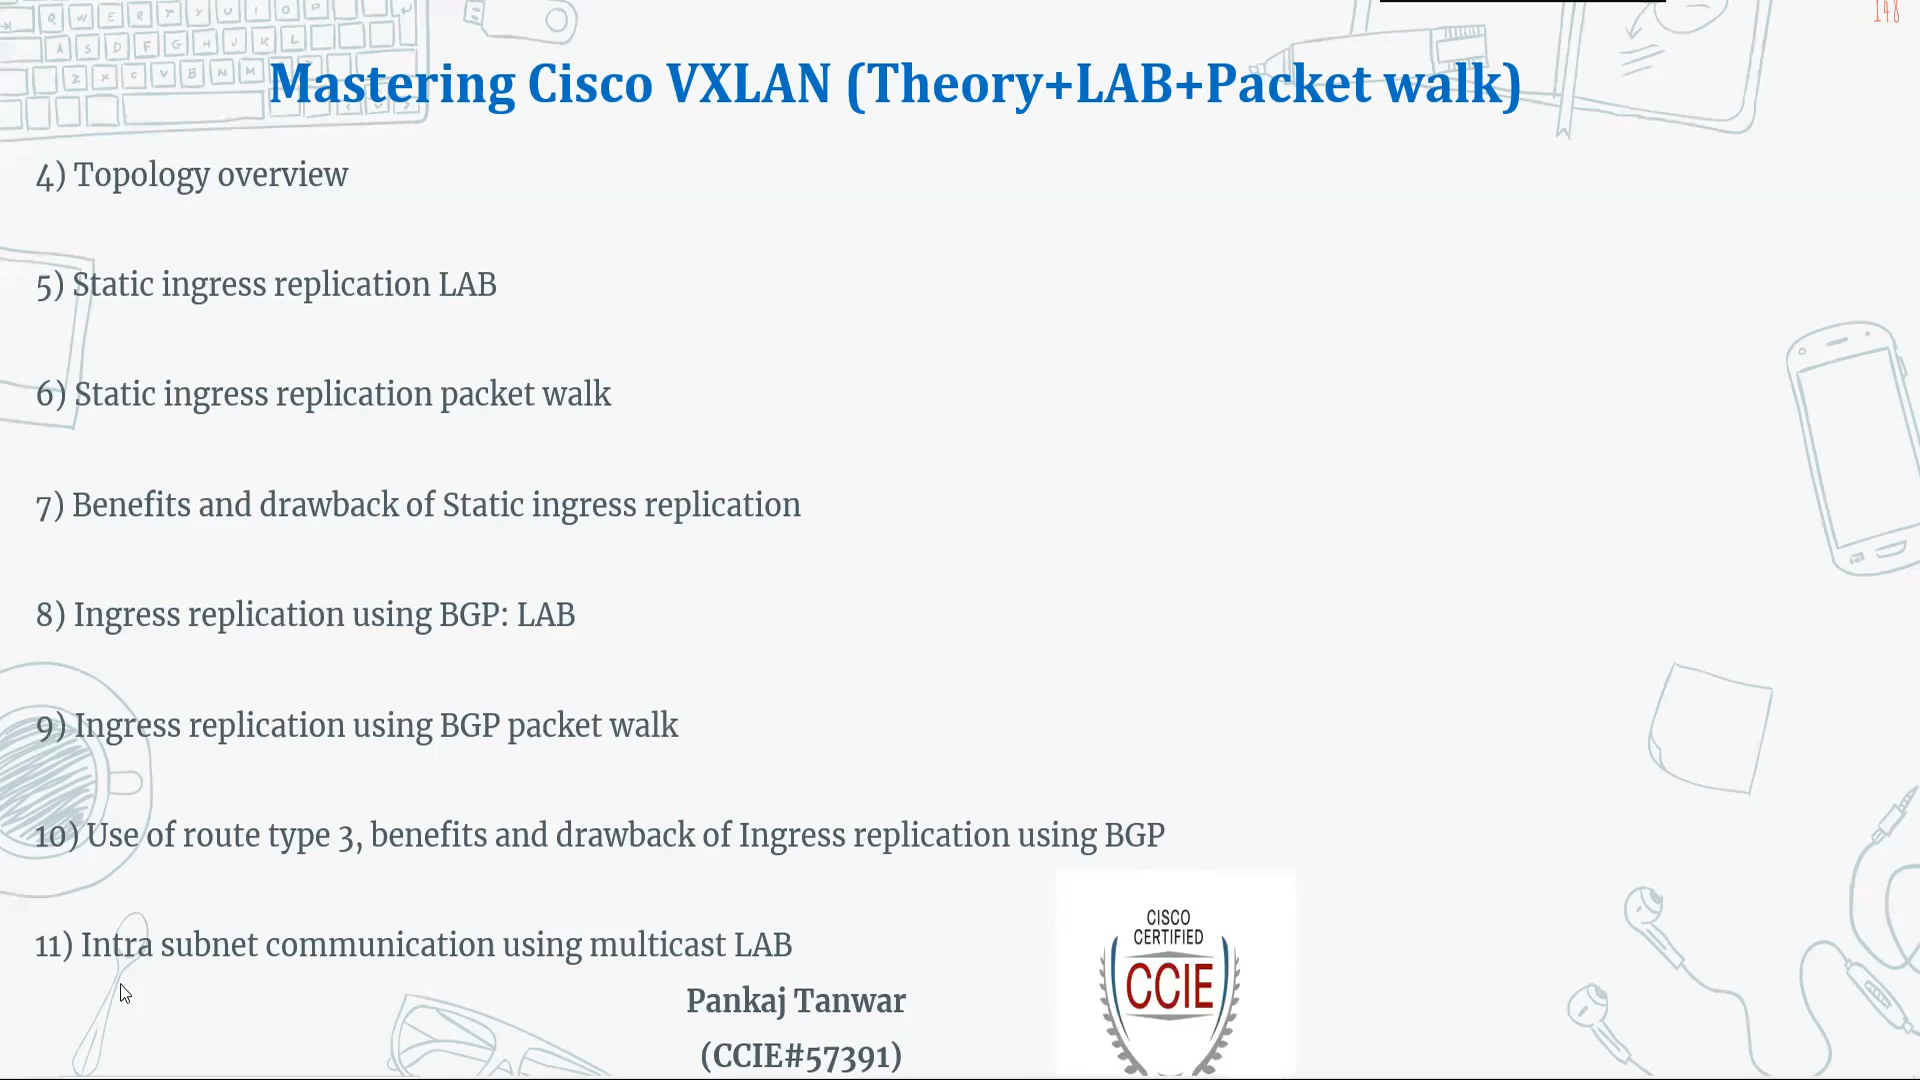 148
Mastering Cisco VXLAN (Theory+LAB+Packet walk)
4) Topology overview
5) Static ingress replication LAB
6) Static ingress replication packet walk
7) Benefits and drawback of Static ingress replication
8) Ingress replication using BGP: LAB
9) Ingress replication using BGP packet walk
10) Use of route type 3, benefits and drawback of Ingress replication using BGP
11) Intra subnet communication using multicast LAB
Pankaj Tanwar
(CCIE#57391)
CISCO
CERTIFIED
CCIE
Q W E R T Y U I O P
A S D F G H J K L
Z X C V B N M